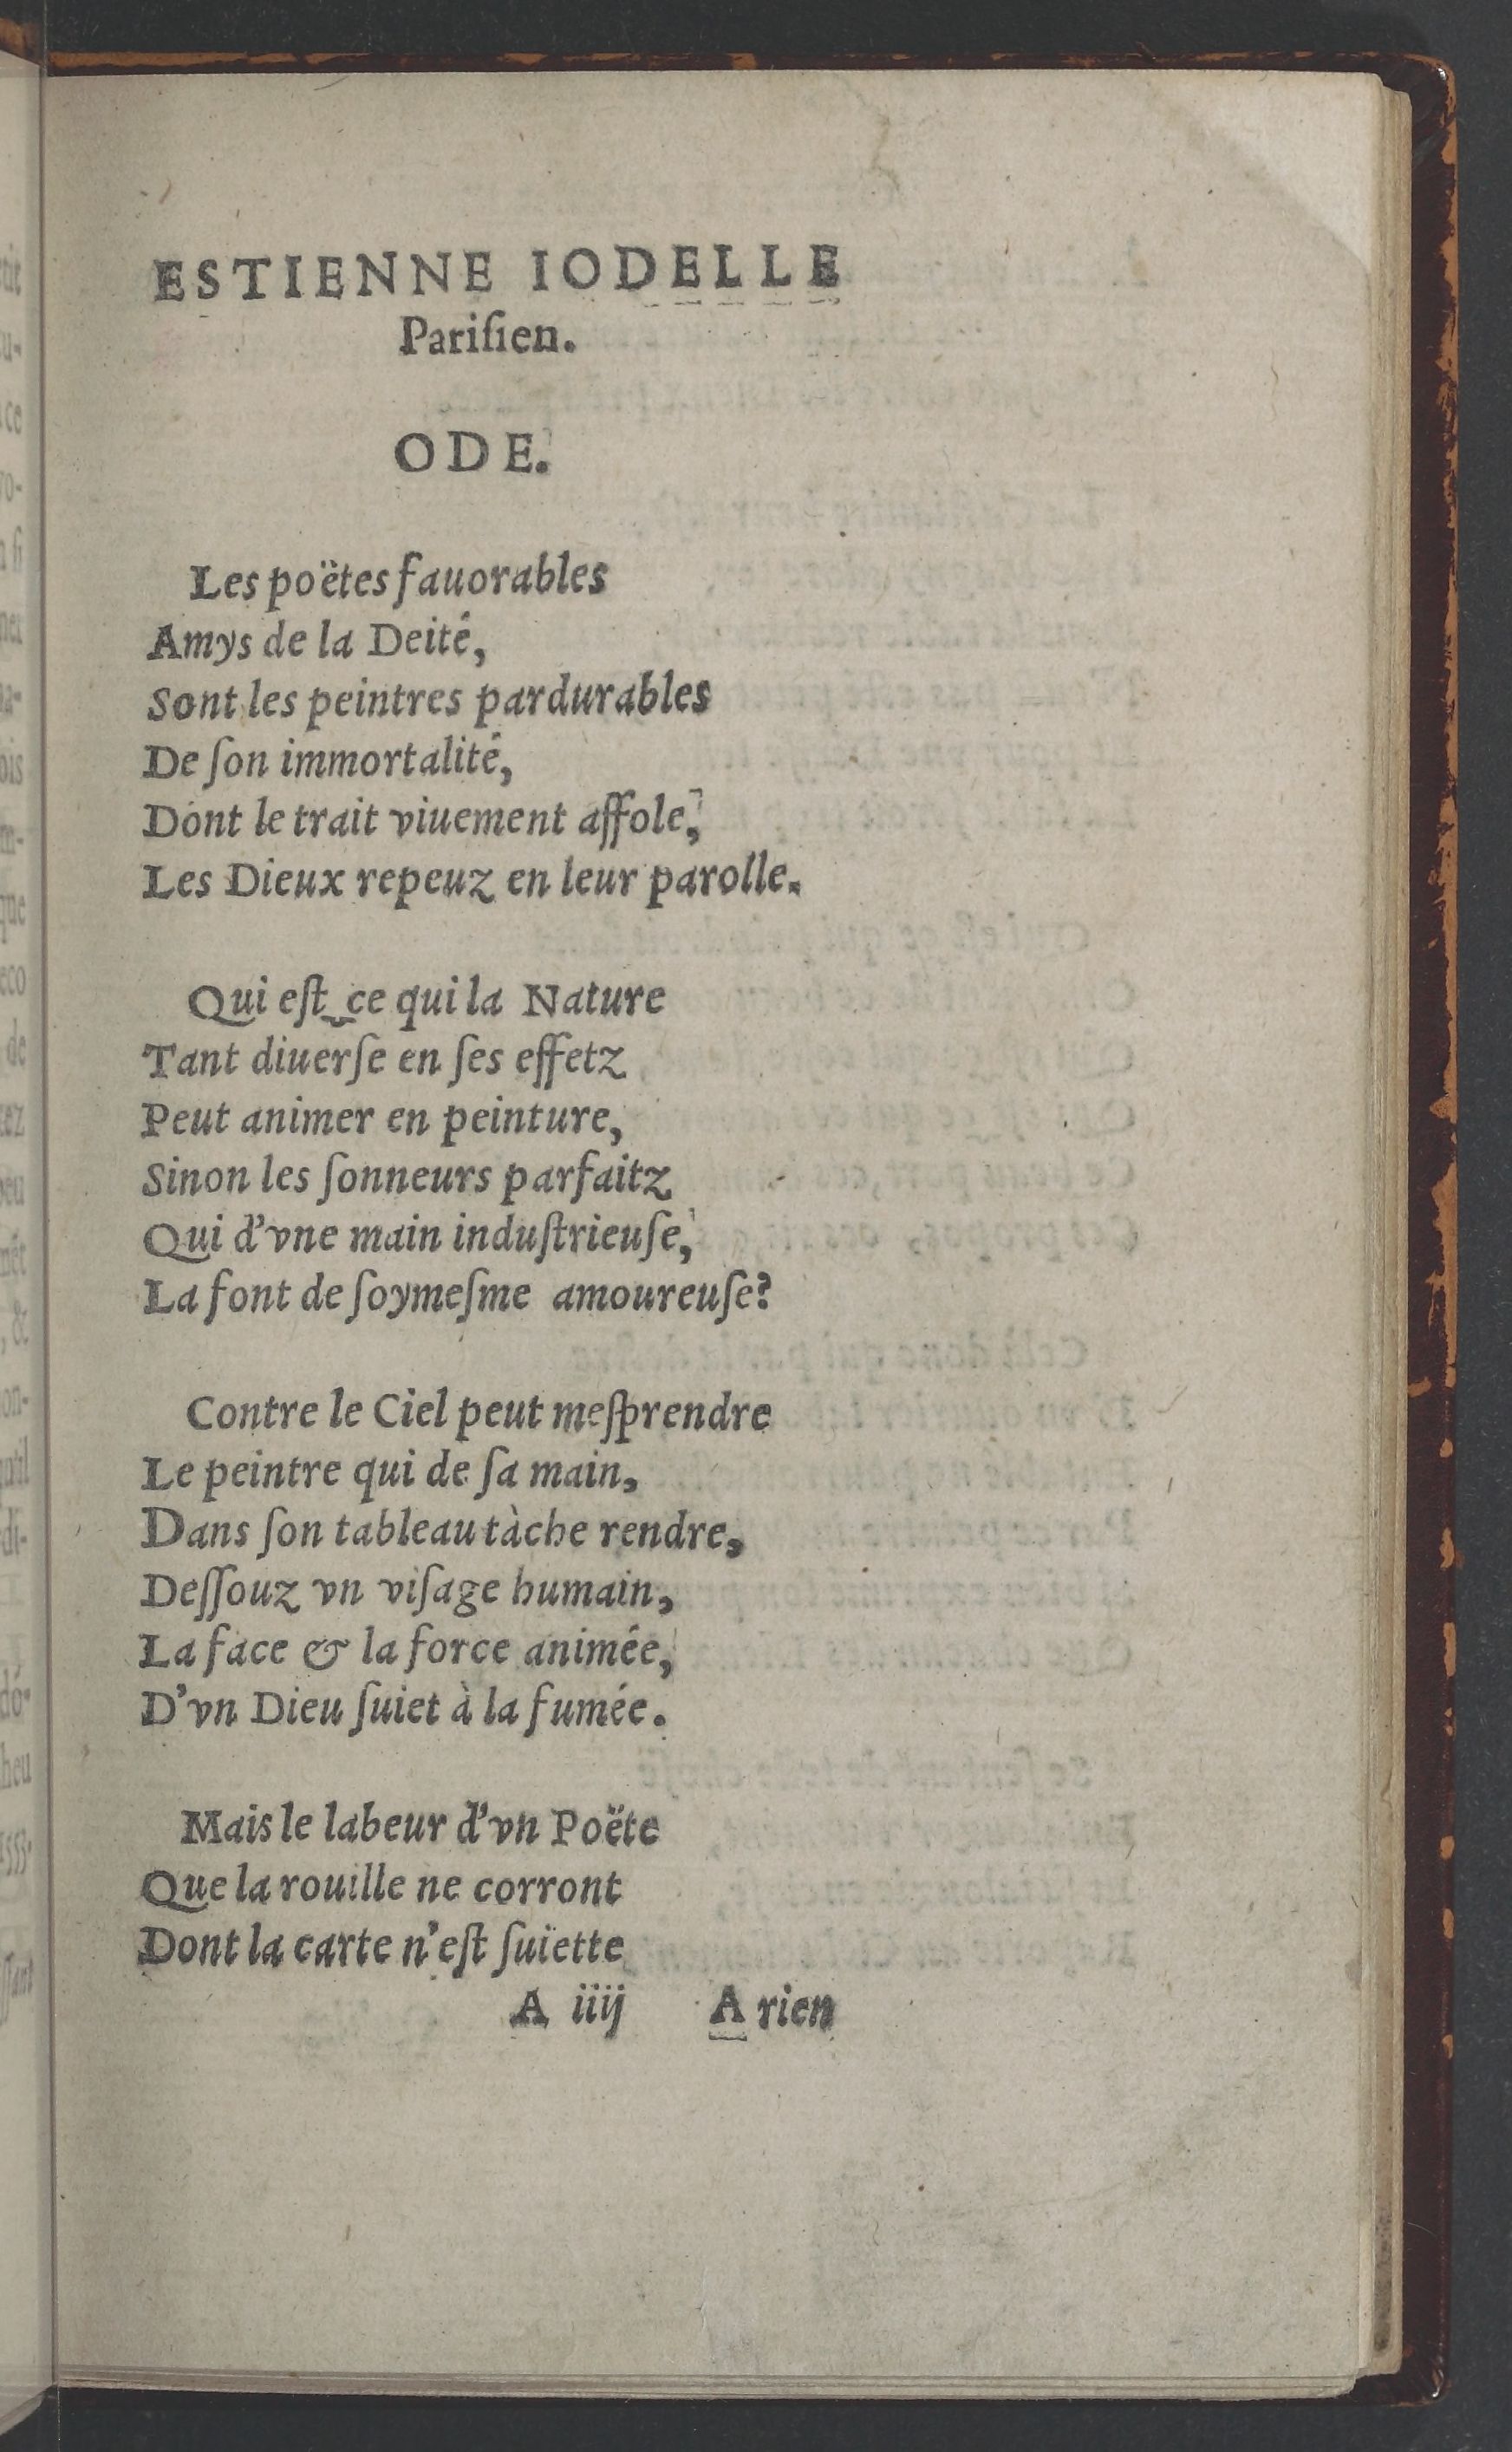 ESTIENNE IODELLE
Pariſien.
ODE.
Les poëtes fauorables
Amys de la Deité,
Sont les peintres pardurables
De ſon immortalité,
Dont le trait viuement affole,
Les Dieux repeuz en leur parolle.
Qui eſt‿ce qui la Nature
Tant diuerſe en ſes effetz
Peut animer en peinture,
Sinon les ſonneurs parfaitz
Qui d'vne main induſtrieuſe,
La font de ſoymeſme amoureuſe?
Contre le Ciel peut meſprendre
Le peintre qui de ſa main,
Dans ſon tableau tàche rendre,
Deſſouz vn viſage humain,
La face & la force animée,
D'vn Dieu ſuiet à la fumée.
Mais le labeur d'vn Poëte
Que la rouille ne corront
Dont la carte n'eſt ſuïette
A iiij A rien